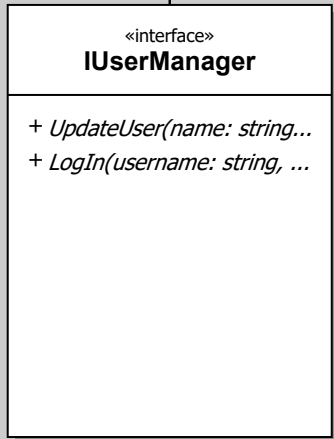 «interface»
IUserManager
+ UpdateUser(name: string...
+ LogIn(username: string, ...